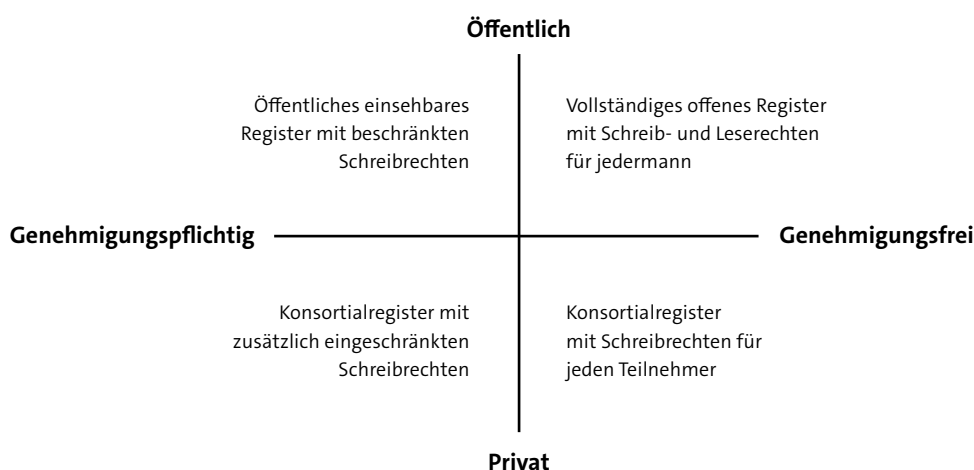 Öffentlich
Öffentliches einsehbares
Register mit beschränkten
Schreibrechten
Vollständiges offenes Register
mit Schreib- und Leserechten
für jedermann
Genehmigungspflichtig
Genehmigungsfrei
Konsortialregister mit
zusätzlich eingeschränkten
Schreibrechten
Konsortialregister
mit Schreibrechten für
jeden Teilnehmer
Privat